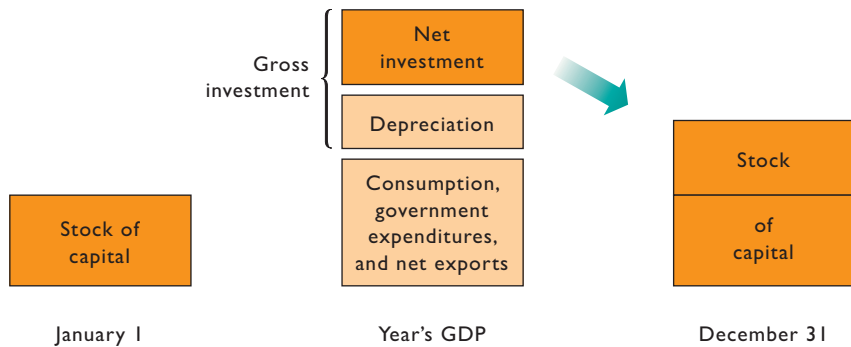 Gross
investment
Net
investment
Depreciation
Consumption,
government
expenditures,
and net exports
Stock of
capital
Stock
of
capital
January 1
Year's GDP
December 31